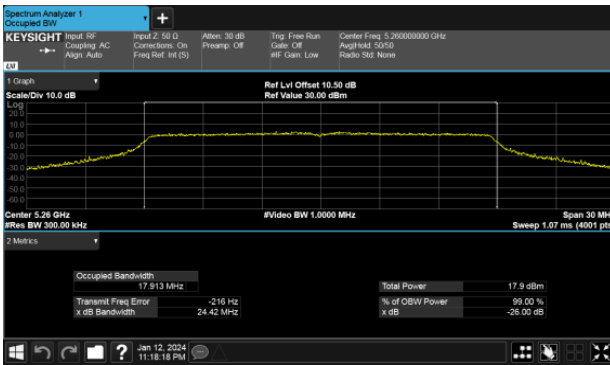 Spectrum Analyzer 1
Occupied BW
+
KEYSIGHT Input: RF Input Z: 50 Ω Atten: 30 dB Trig: Free Run Center Freq: 5.260000000 GHz
Coupling: AC Corrections: On Preamp: Off Gate: Off Avg|Hold: 50/50
Align: Auto Freq Ref: Int (S) #IF Gain: Low Radio Std: None
LXI
1 Graph
Scale/Div 10.0 dB Ref Lvl Offset 10.50 dB
Ref Value 30.00 dBm
Log
20.0
10.0
0.00
-10.0
-20.0
-30.0
-40.0
-50.0
-60.0
Center 5.26 GHz #Video BW 1.0000 MHz Span 30 MH
#Res BW 300.00 kHz Sweep 1.07 ms (4001 pts
2 Metrics
Occupied Bandwidth
17.913 MHz Total Power 17.9 dBm
Transmit Freq Error -216 Hz % of OBW Power 99.00 %
x dB Bandwidth 24.42 MHz x dB -26.00 dB
? Jan 12, 2024
11:18:18 PM